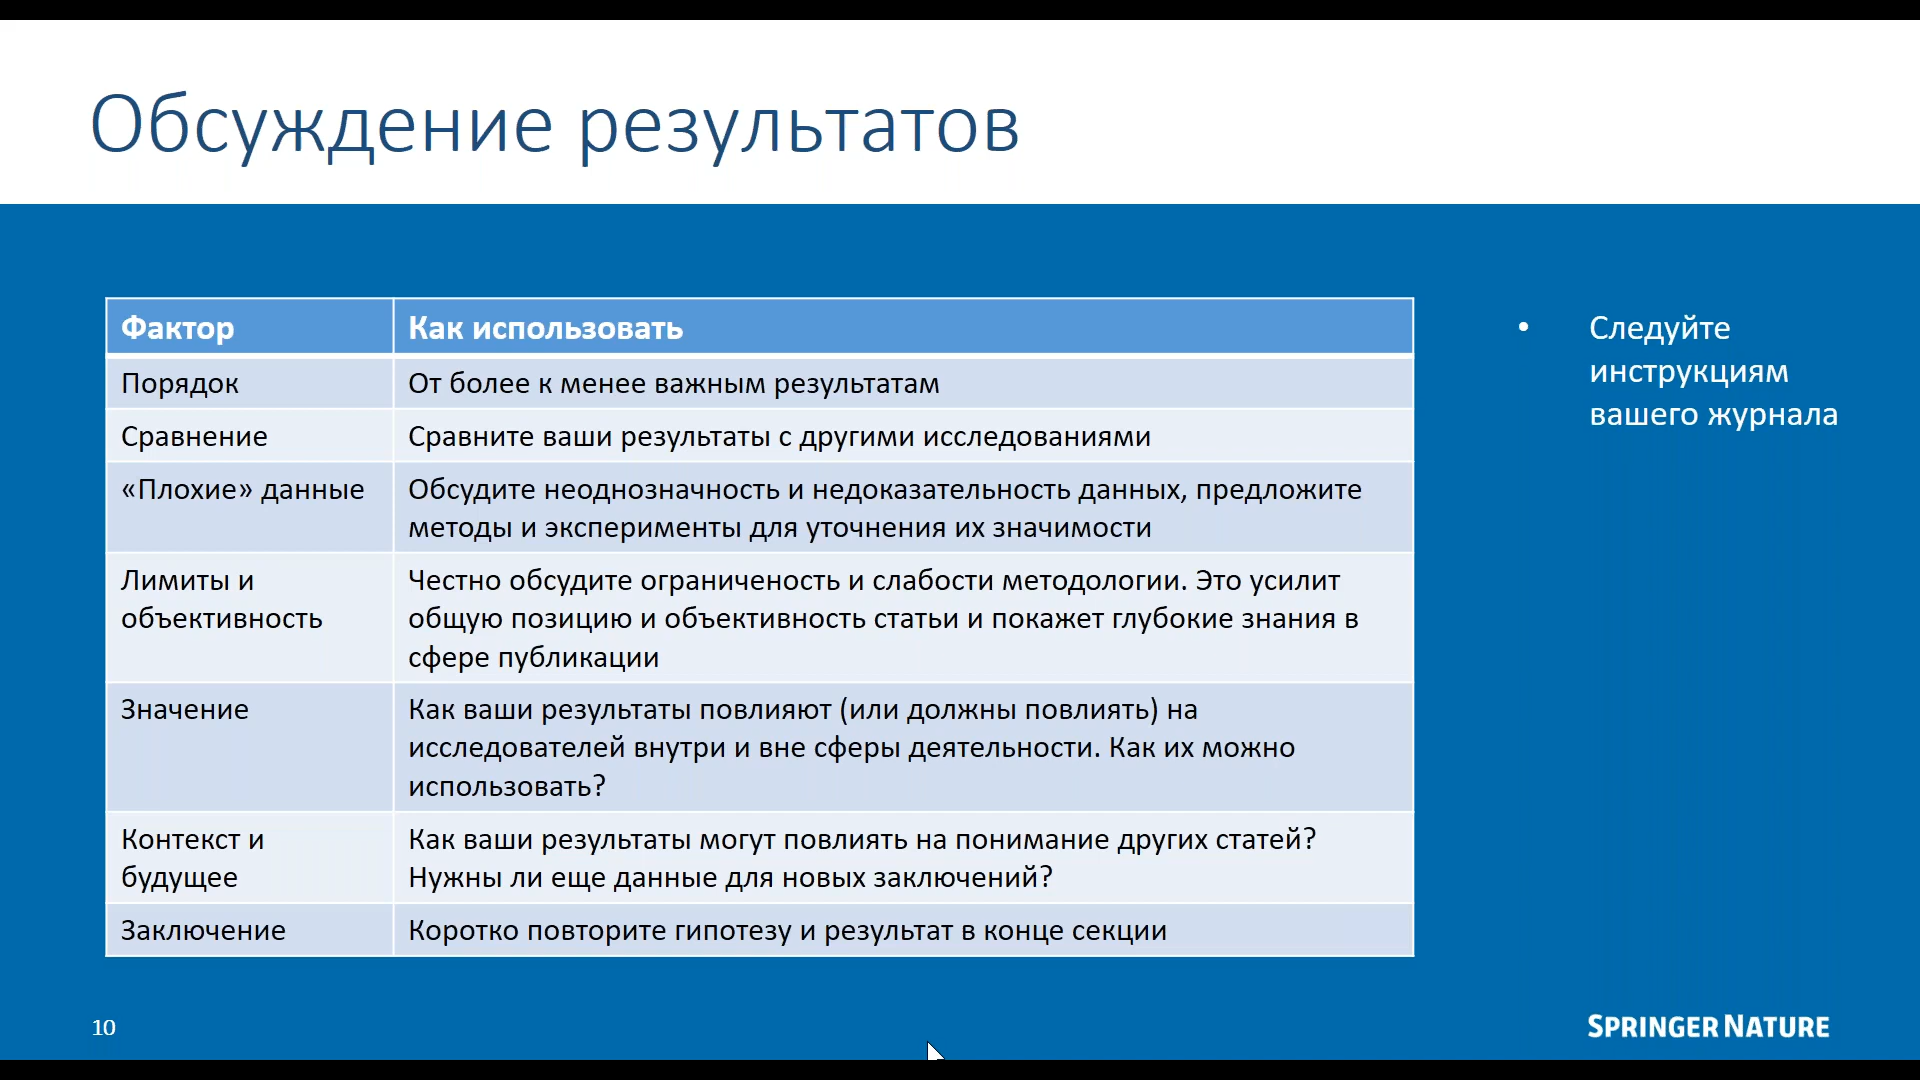 Обсуждение результатов
Фактор
Как использовать
Порядок
От более к менее важным результатам
Сравнение
Сравните ваши результаты с другими исследованиями
«Плохие» данные
Обсудите неоднозначность и недоказательность данных, предложите
методы и эксперименты для уточнения их значимости
Лимиты и
объективность
Честно обсудите ограниченость и слабости методологии. Это усилит
общую позицию и объективность статьи и покажет глубокие знания в
сфере публикации
Значение
Как ваши результаты повлияют (или должны повлиять) на
исследователей внутри и вне сферы деятельности. Как их можно
использовать?
Контекст и
будущее
Как ваши результаты могут повлиять на понимание других статей?
Нужны ли еще данные для новых заключений?
Заключение
Коротко повторите гипотезу и результат в конце секции
• Следуйте
инструкциям
вашего журнала
10
SPRINGER NATURE